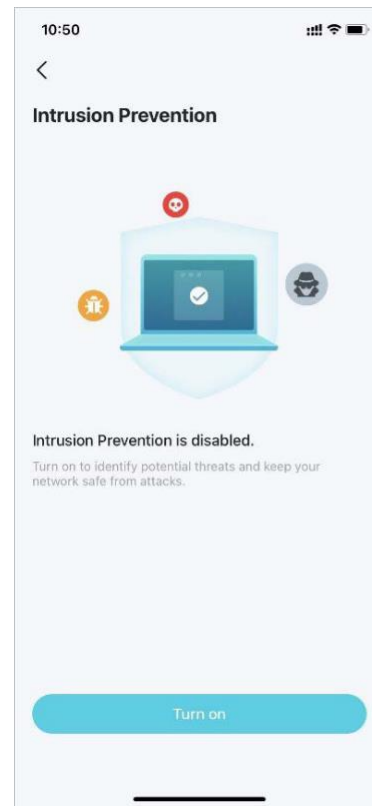 10:50
Intrusion Prevention
Intrusion Prevention is disabled.
Turn on to identify potential threats and keep your
network safe from attacks.
Turn on